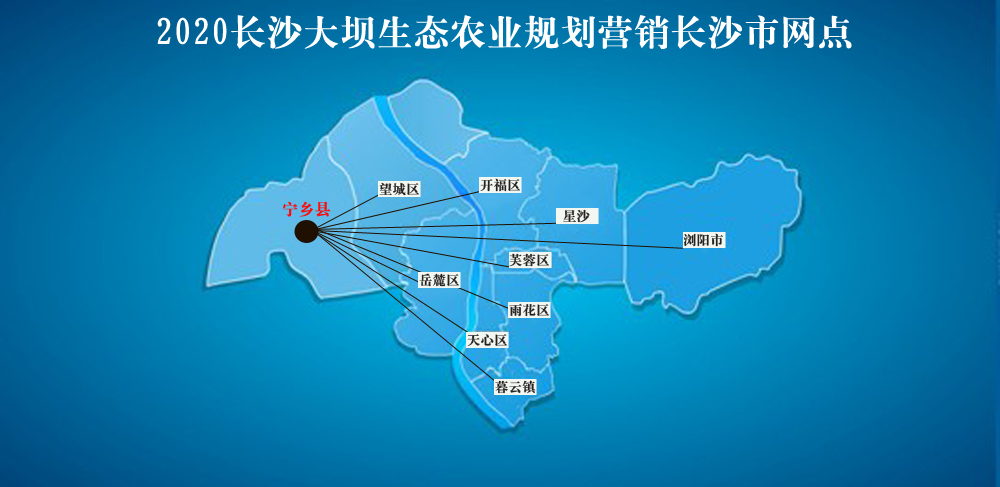 2020长沙大坝生态农业规划营销长沙市网点
望城区
开福区
宁乡县
星沙
浏阳市
芙蓉区
岳麓区
雨花区
天心区
暮云镇